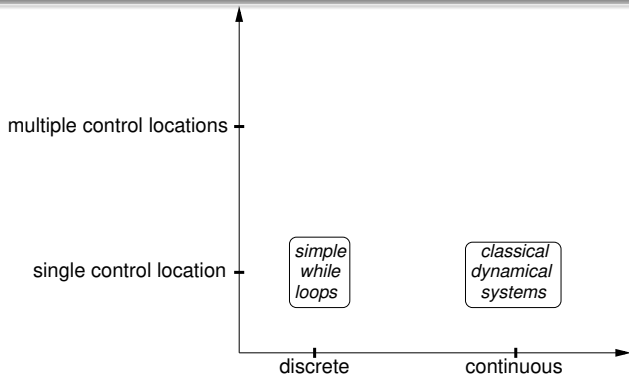 multiple control locations
single control location
simple
while
loops
classical
dynamical
systems
discrete
continuous